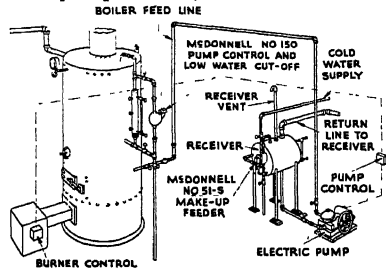 BOILER FEED LINE
MCDONNELL NO 150
PUMP CONTROL AND
LOW WATER CUT-OFF
COLD
WATER
SUPPLY
RECEIVER
VENT
RETURN
LINE TO
RECEIVER
RECEIVER
MCDONNELL
NO 51-S
MAKE-UP
FEEDER
PUMP
CONTROL
ELECTRIC PUMP
BURNER CONTROL